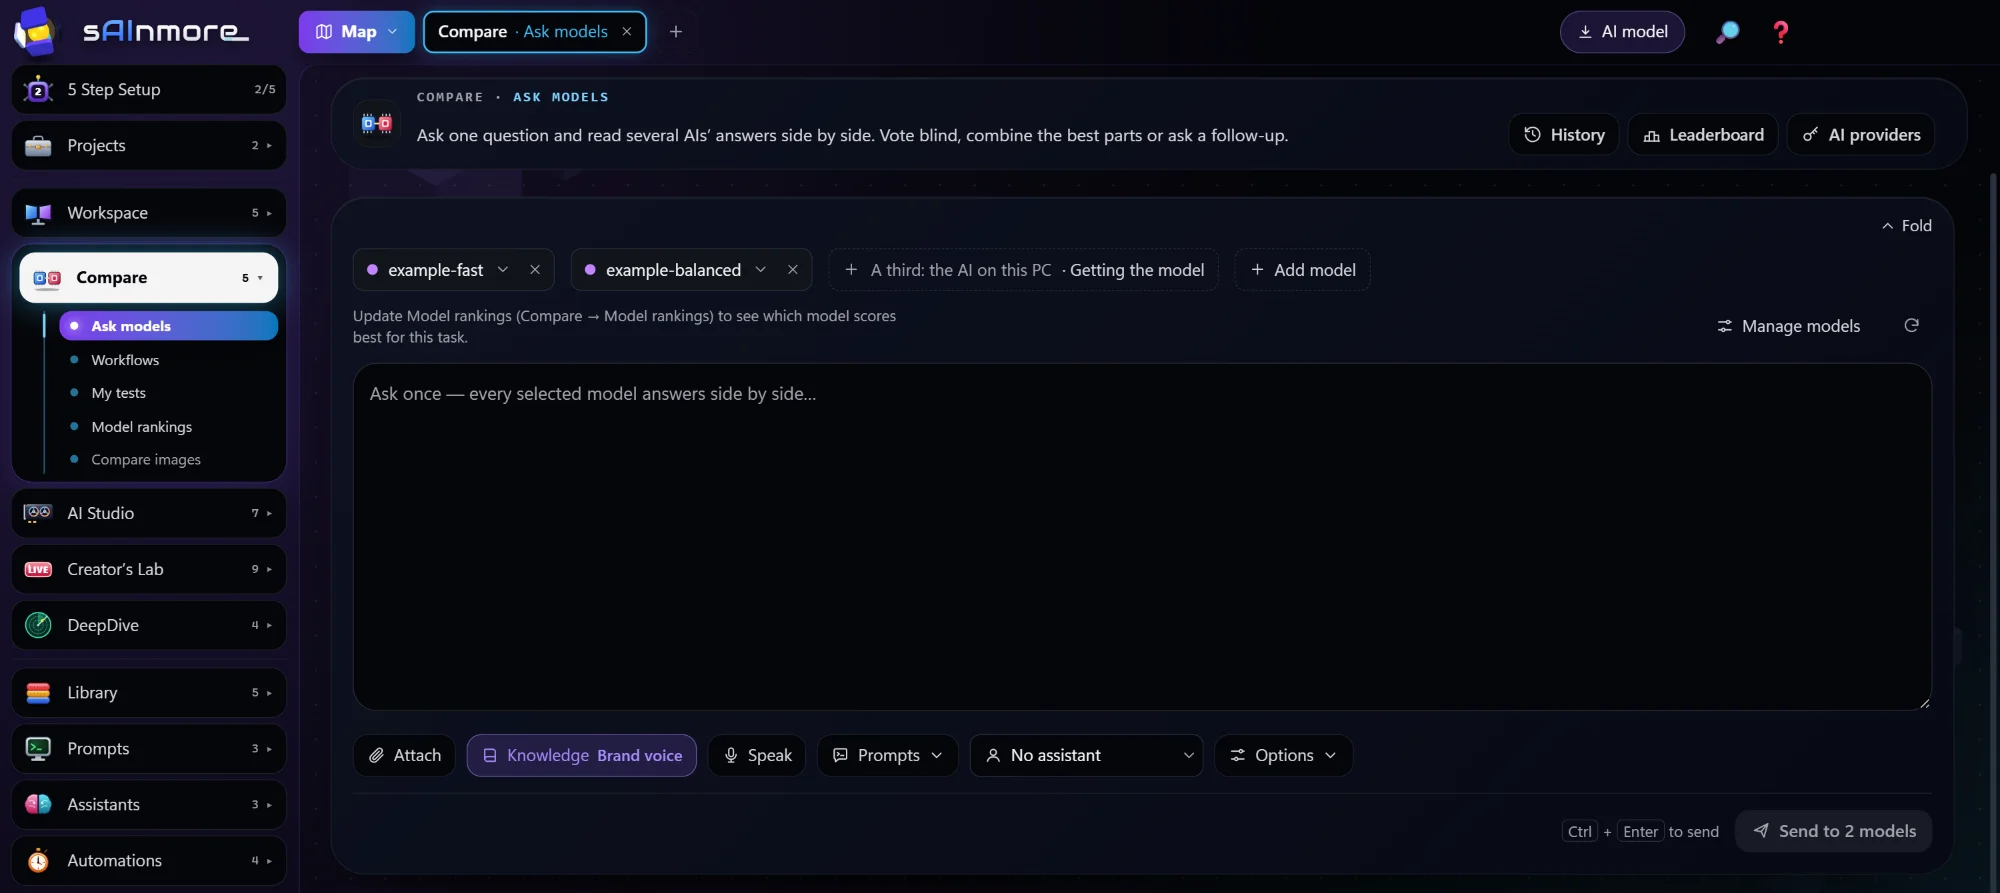 sAInmore_
Map
Compare · Ask models
AI model
2
5 Step Setup
2/5
Projects
2
Workspace
5
Compare
5
Ask models
Workflows
My tests
Model rankings
Compare images
AI Studio
7
LIVE
Creator's Lab
9
DeepDive
4
Library
5
Prompts
3
Assistants
3
Automations
4
COMPARE · ASK MODELS
Ask one question and read several AIs' answers side by side. Vote blind, combine the best parts or ask a follow-up.
History
Leaderboard
AI providers
Fold
example-fast
example-balanced
+ A third: the AI on this PC · Getting the model
+ Add model
Update Model rankings (Compare → Model rankings) to see which model scores
best for this task.
Manage models
Ask once — every selected model answers side by side...
Attach
Knowledge Brand voice
Speak
Prompts
No assistant
Options
Ctrl + Enter to send
Send to 2 models